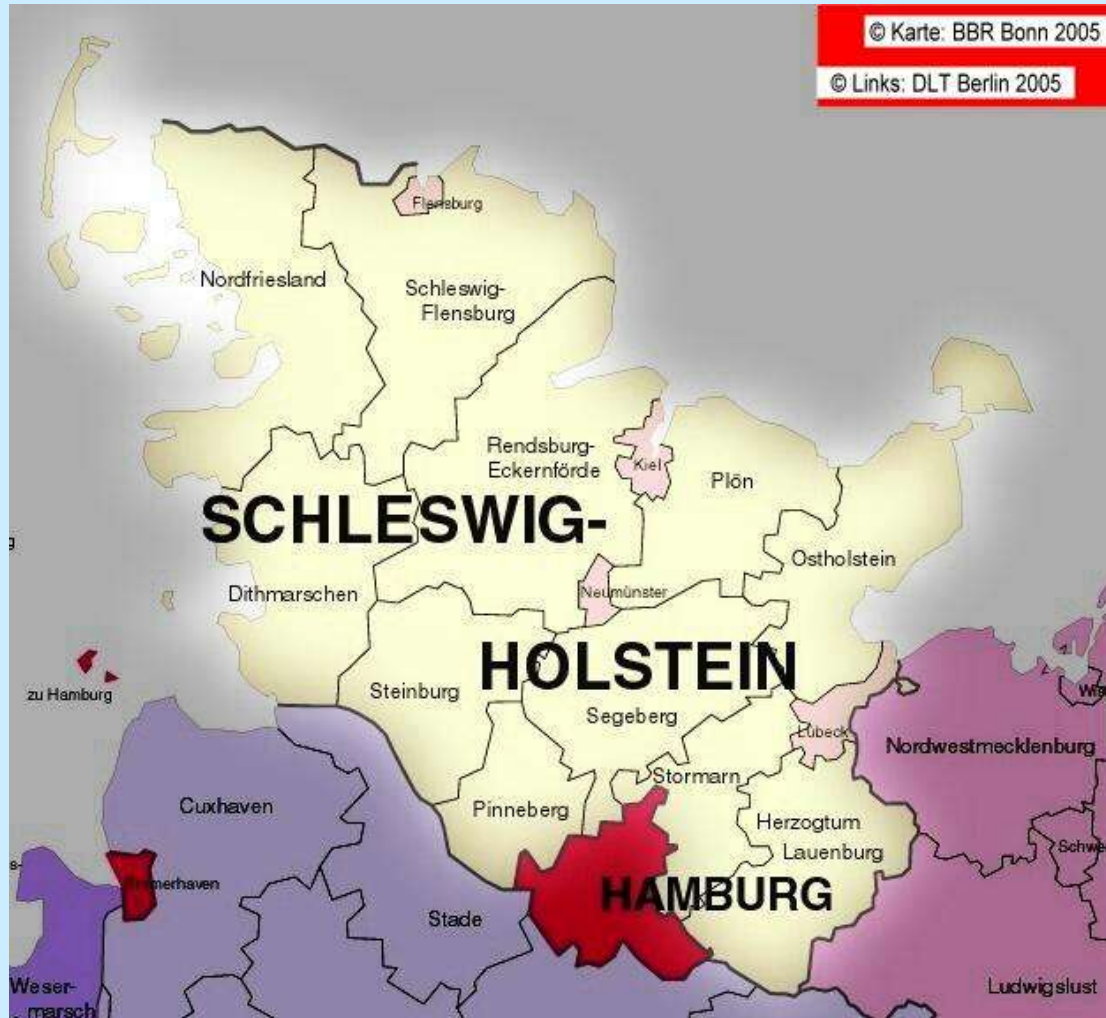 © Karte: BBR Bonn 2005
© Links: DLT Berlin 2005
Flensburg
Nordfriesland
Schleswig-
Flensburg
Rendsburg-
Eckernförde
Kiel
Plön
SCHLESWIG-
Ostholstein
Dithmarschen
Neumünster
HOLSTEIN
zu Hamburg
Steinburg
Segeberg
Lübeck
Nordwestmecklenburg
Stormarn
Cuxhaven
Pinneberg
Herzogtum
Lauenburg
Bremerhaven
HAMBURG
Stade
Weser-
marsch
Ludwigslust